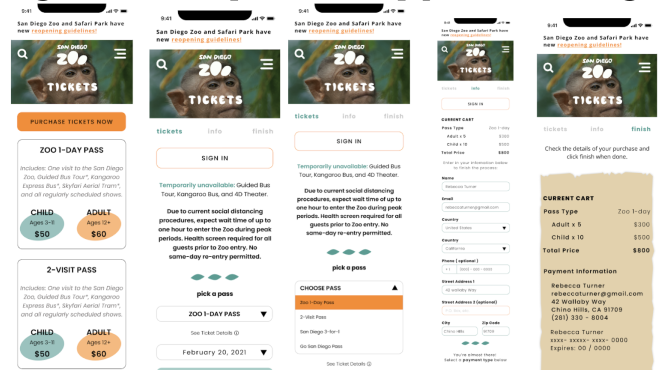 9:41
San Diego Zoo and Safari Park have
new reopening guidelines!
SAN DIEGO
ZOO
TICKETS
PURCHASE TICKETS NOW
ZOO 1-DAY PASS
Includes: One visit to the San Diego
Zoo, Guided Bus Tour*, Kangaroo
Express Bus*, Skyfari Aerial Tram*,
and all regularly scheduled shows.
CHILD
Ages 3-11
$50
ADULT
Ages 12+
$60
2-VISIT PASS
Includes: One visit to the San Diego
Zoo, Guided Bus Tour*, Kangaroo
Express Bus*, Skyfari Aerial Tram*,
and all regularly scheduled shows.
CHILD
Ages 3-11
$50
ADULT
Ages 12+
$60
9:41
San Diego Zoo and Safari Park have
new reopening guidelines!
SAN DIEGO
ZOO
TICKETS
tickets
info
finish
SIGN IN
Temporarily unavailable: Guided Bus
Tour, Kangaroo Bus, and 4D Theater.
Due to current social distancing
procedures, expect wait time of up to
one hour to enter the Zoo during peak
periods. Health screen required for all
guests prior to Zoo entry. No
same-day re-entry permitted.
pick a pass
ZOO 1-DAY PASS
See Ticket Details
February 20, 2021
9:41
San Diego Zoo and Safari Park have
new reopening guidelines!
SAN DIEGO
ZOO
TICKETS
tickets
info
finish
SIGN IN
Temporarily unavailable: Guided Bus
Tour, Kangaroo Bus, and 4D Theater.
Due to current social distancing
procedures, expect wait time of up to
one hour to enter the Zoo during peak
periods. Health screen required for all
guests prior to Zoo entry. No
same-day re-entry permitted.
pick a pass
CHOOSE PASS
Zoo 1-Day Pass
2-Visit Pass
San Diego 3-for-1
Go San Diego Pass
See Ticket Details
9:41
San Diego Zoo and Safari Park have
new reopening guidelines!
SAN DIEGO
ZOO
TICKETS
tickets
info
finish
SIGN IN
CURRENT CART
Pass Type
Zoo 1-day
Adult x 5
$300
Child x 10
$500
Total Price
$800
Enter in your information below
to finish the process
Name
Rebecca Turner
Email
rebeccaturner@gmail.com
Country
United States
Country
California
Phone ( optional )
Street Address 1
42 wallaby Way
Street Address 2 (optional)
City
Zip Code
Chino Hills
91709
You're almost there!
Select a payment type below
9:41
San Diego Zoo and Safari Park have
new reopening guidelines!
SAN DIEGO
ZOO
TICKETS
tickets
info
finish
Check the details of your purchase and
click finish when done.
CURRENT CART
Pass Type
Zoo 1-day
Adult x 5
$300
Child x 10
$500
Total Price
$800
Payment Information
Rebecca Turner
rebeccaturner@gmail.com
42 Wallaby Way
Chino Hills, CA 91709
(281) 330 - 8004
Rebecca Turner
xxxx- xxxxx- xxxx- xxxx
Expires: 00 / 0000